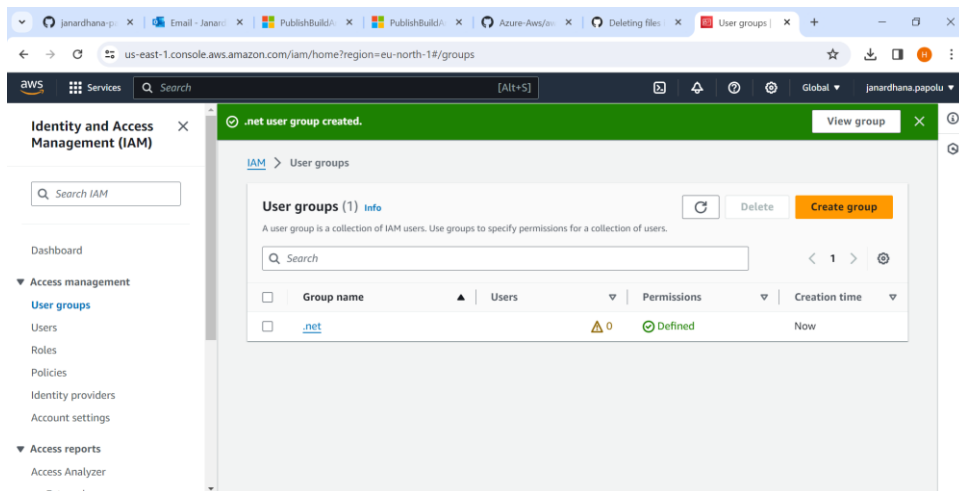 janardhana-pa
Email - Janard
PublishBuildA
PublishBuildA
Azure-Aws/aw
Deleting files i
User groups |
us-east-1.console.aws.amazon.com/iam/home?region=eu-north-1#/groups
H
aws
Services
Search
[Alt+S]
Global
janardhana.papolu
Identity and Access
Management (IAM)
Search IAM
Dashboard
Access management
User groups
Users
Roles
Policies
Identity providers
Account settings
Access reports
Access Analyzer
.net user group created.
View group
IAM > User groups
User groups (1) Info
Delete
Create group
A user group is a collection of IAM users. Use groups to specify permissions for a collection of users.
Search
1
Group name
Users
Permissions
Creation time
.net
0
Defined
Now